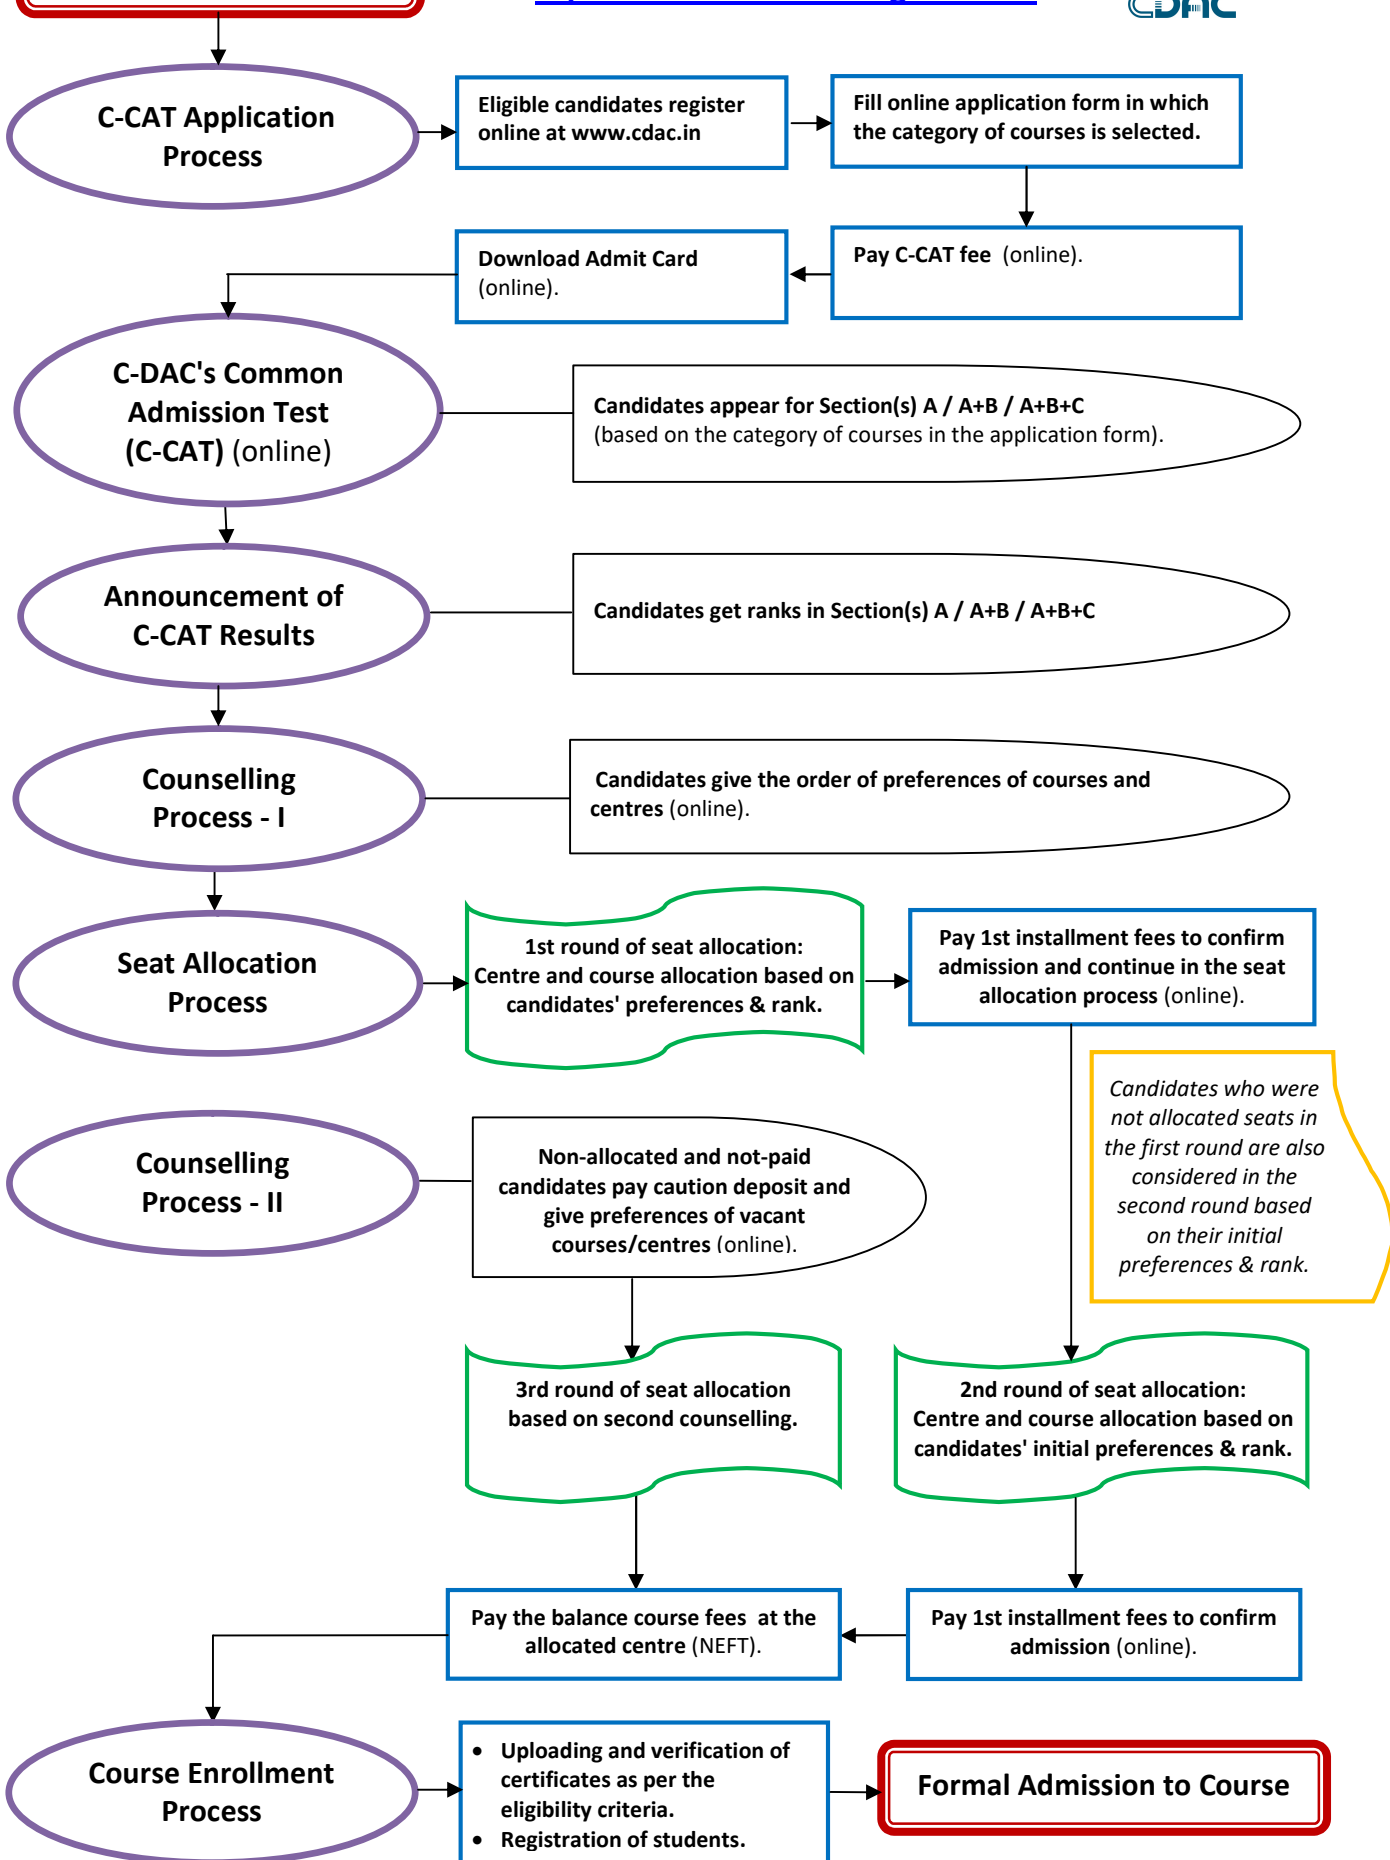 CDAC
C-CAT Application
Process
Eligible candidates register
online at www.cdac.in
Fill online application form in which
the category of courses is selected.
Download Admit Card
(online).
Pay C-CAT fee (online).
C-DAC's Common
Admission Test
(C-CAT) (online)
Candidates appear for Section(s) A / A+B / A+B+C
(based on the category of courses in the application form).
Announcement of
C-CAT Results
Candidates get ranks in Section(s) A / A+B / A+B+C
Counselling
Process - I
Candidates give the order of preferences of courses and
centres (online).
Seat Allocation
Process
1st round of seat allocation:
Centre and course allocation based on
candidates' preferences & rank.
Pay 1st installment fees to confirm
admission and continue in the seat
allocation process (online).
Candidates who were
not allocated seats in
the first round are also
considered in the
second round based
on their initial
preferences & rank.
Counselling
Process - II
Non-allocated and not-paid
candidates pay caution deposit and
give preferences of vacant
courses/centres (online).
3rd round of seat allocation
based on second counselling.
2nd round of seat allocation:
Centre and course allocation based on
candidates' initial preferences & rank.
Pay the balance course fees at the
allocated centre (NEFT).
Pay 1st installment fees to confirm
admission (online).
Course Enrollment
Process
• Uploading and verification of
certificates as per the
eligibility criteria.
• Registration of students.
Formal Admission to Course